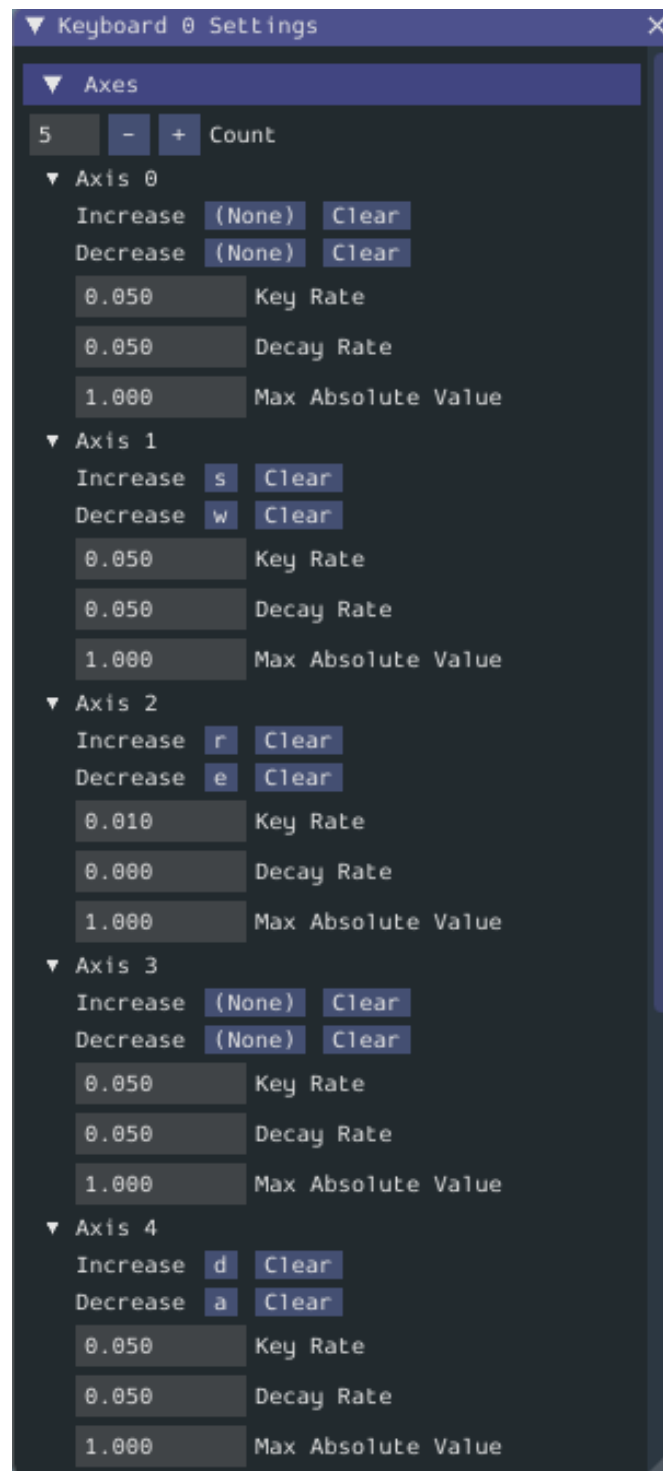 Keyboard 0 Settings
Axes
5 - + Count
Axis 0
Increase (None) Clear
Decrease (None) Clear
0.050 Key Rate
0.050 Decay Rate
1.000 Max Absolute Value
Axis 1
Increase s Clear
Decrease w Clear
0.050 Key Rate
0.050 Decay Rate
1.000 Max Absolute Value
Axis 2
Increase r Clear
Decrease e Clear
0.010 Key Rate
0.000 Decay Rate
1.000 Max Absolute Value
Axis 3
Increase (None) Clear
Decrease (None) Clear
0.050 Key Rate
0.050 Decay Rate
1.000 Max Absolute Value
Axis 4
Increase d Clear
Decrease a Clear
0.050 Key Rate
0.050 Decay Rate
1.000 Max Absolute Value